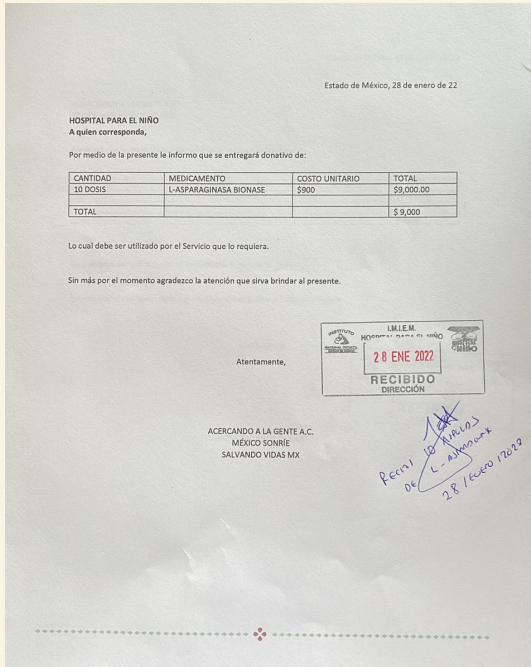 Estado de México, 28 de enero de 22
HOSPITAL PARA EL NIÑO
A quien corresponda,
Por medio de la presente le informo que se entregará donativo de:
CANTIDAD MEDICAMENTO COSTO UNITARIO TOTAL
10 DOSIS L-ASPARAGINASA BIONASE $900 $9,000.00
TOTAL $ 9,000
Lo cual debe ser utilizado por el Servicio que lo requiera.
Sin más por el momento agradezco la atención que sirva brindar al presente.
INSTITUTO
I.M.I.E.M.
HOSPITAL PARA EL NIÑO
28 ENE 2022
RECIBIDO
DIRECCIÓN
Atentamente,
ACERCANDO A LA GENTE A.C.
MÉXICO SONRÍE
SALVANDO VIDAS MX
RECIBI 10
DE L-
28